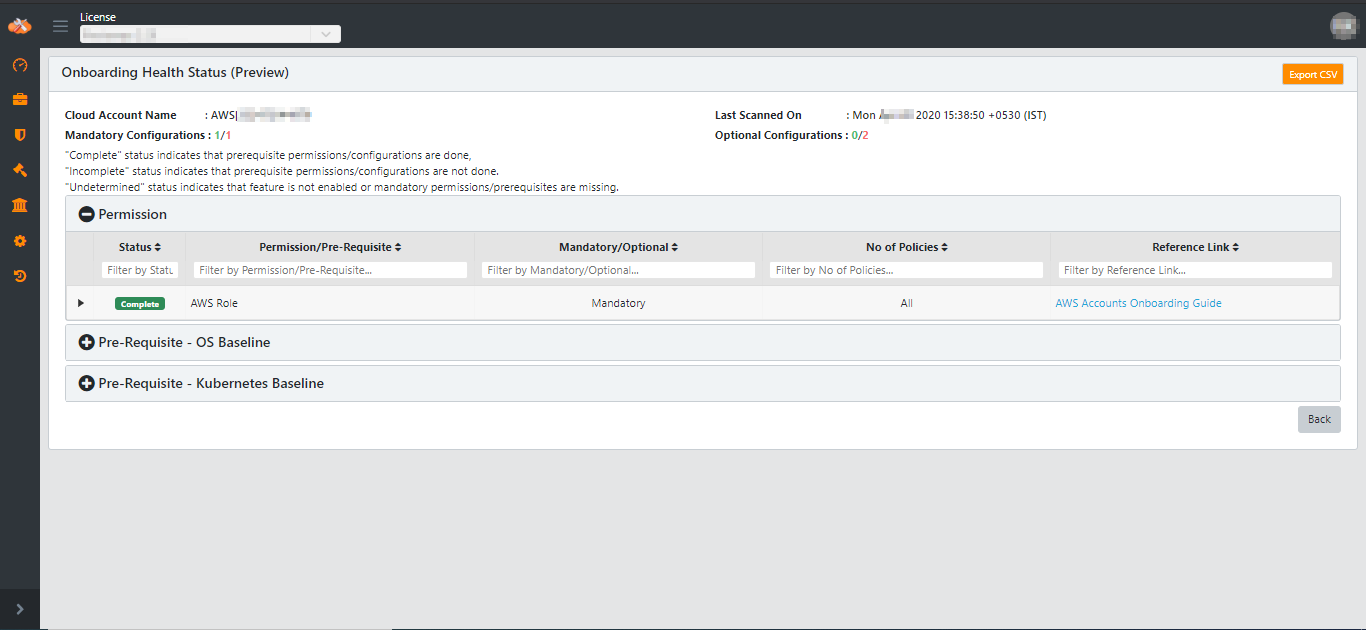 License
Onboarding Health Status (Preview)
Export CSV
Cloud Account Name : AWS|
Last Scanned On : Mon 2020 15:38:50 +0530 (IST)
Mandatory Configurations : 1/1
Optional Configurations : 0/2
"Complete" status indicates that prerequisite permissions/configurations are done,
"Incomplete" status indicates that prerequisite permissions/configurations are not done.
"Undetermined" status indicates that feature is not enabled or mandatory permissions/prerequisites are missing.
Permission
Status Permission/Pre-Requisite Mandatory/Optional No of Policies Reference Link
Filter by Statu Filter by Permission/Pre-Requisite... Filter by Mandatory/Optional... Filter by No of Policies... Filter by Reference Link...
Complete AWS Role Mandatory All AWS Accounts Onboarding Guide
Pre-Requisite - OS Baseline
Pre-Requisite - Kubernetes Baseline
Back